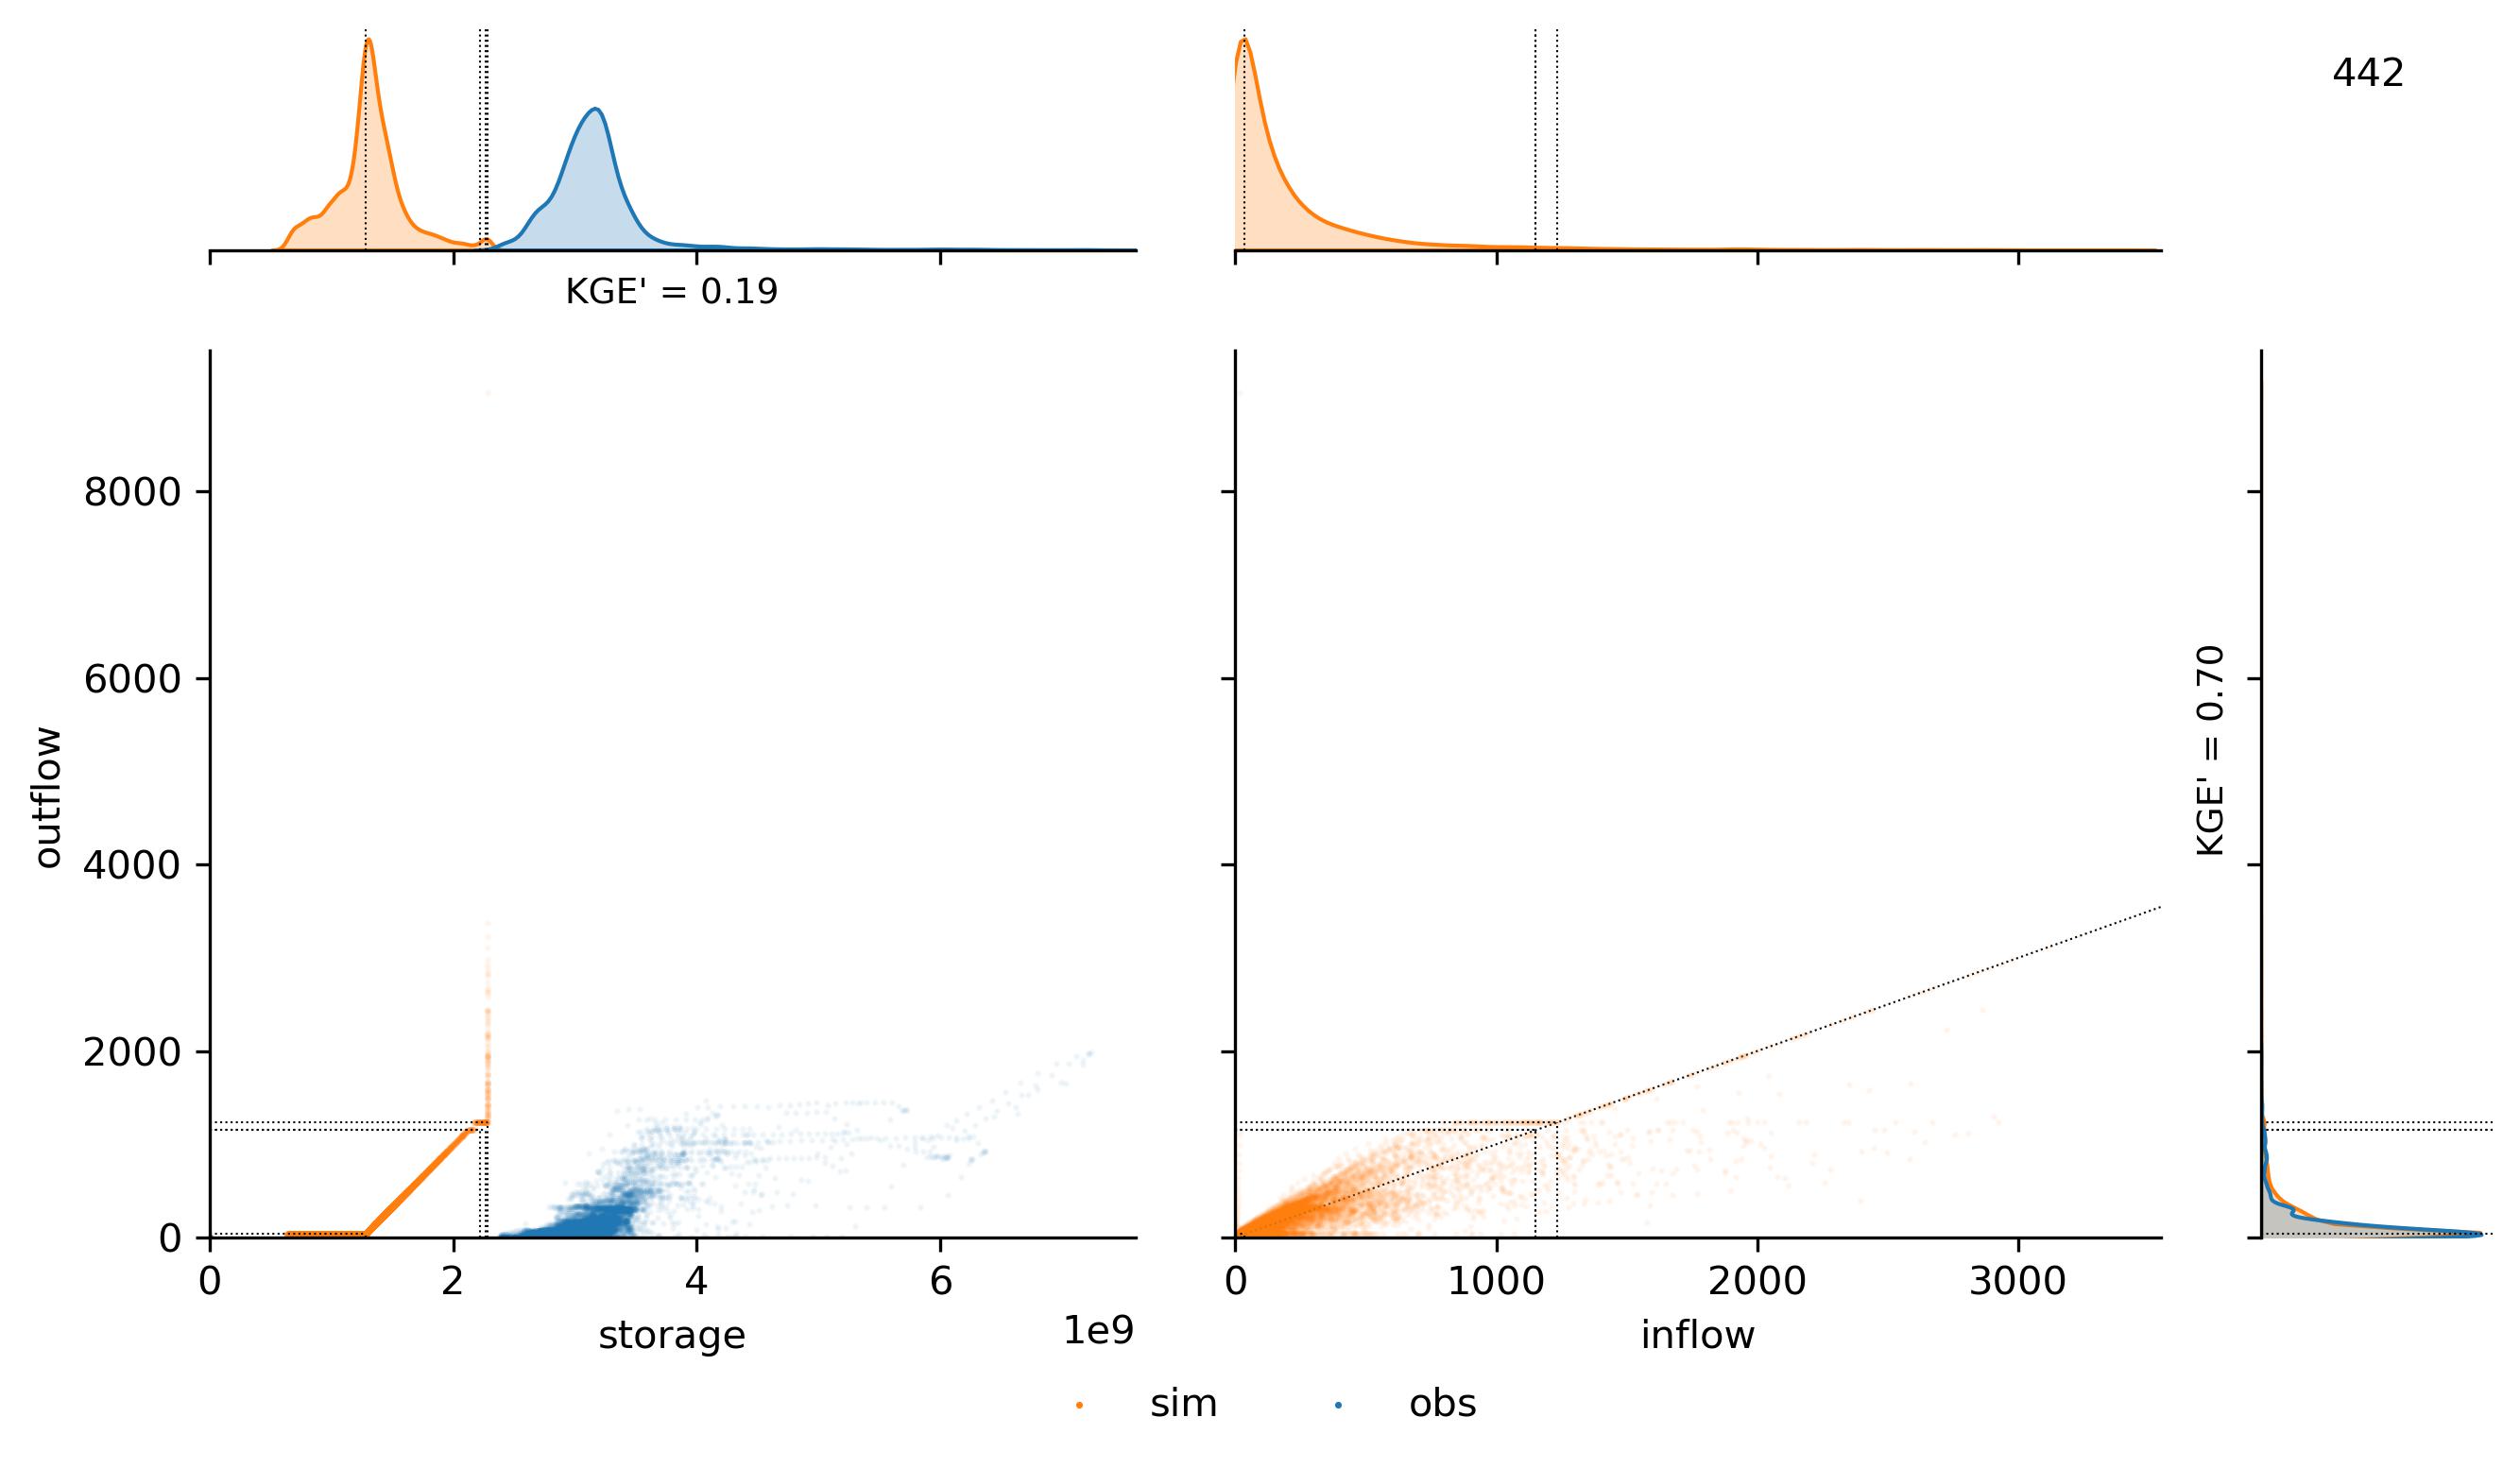 442
KGE' = 0.19
8000
6000
4000
2000
0
outflow
KGE' = 0.70
0 2 4 6
0 1000 2000 3000
1e9
storage
inflow
sim obs